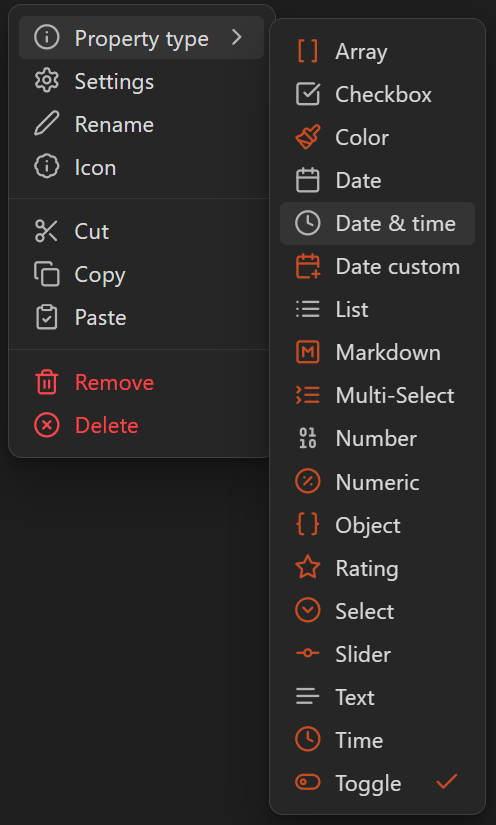 Property type
Settings
Rename
Icon
Cut
Copy
Paste
Remove
Delete
Array
Checkbox
Color
Date
Date & time
Date custom
List
Markdown
Multi-Select
Number
Numeric
Object
Rating
Select
Slider
Text
Time
Toggle